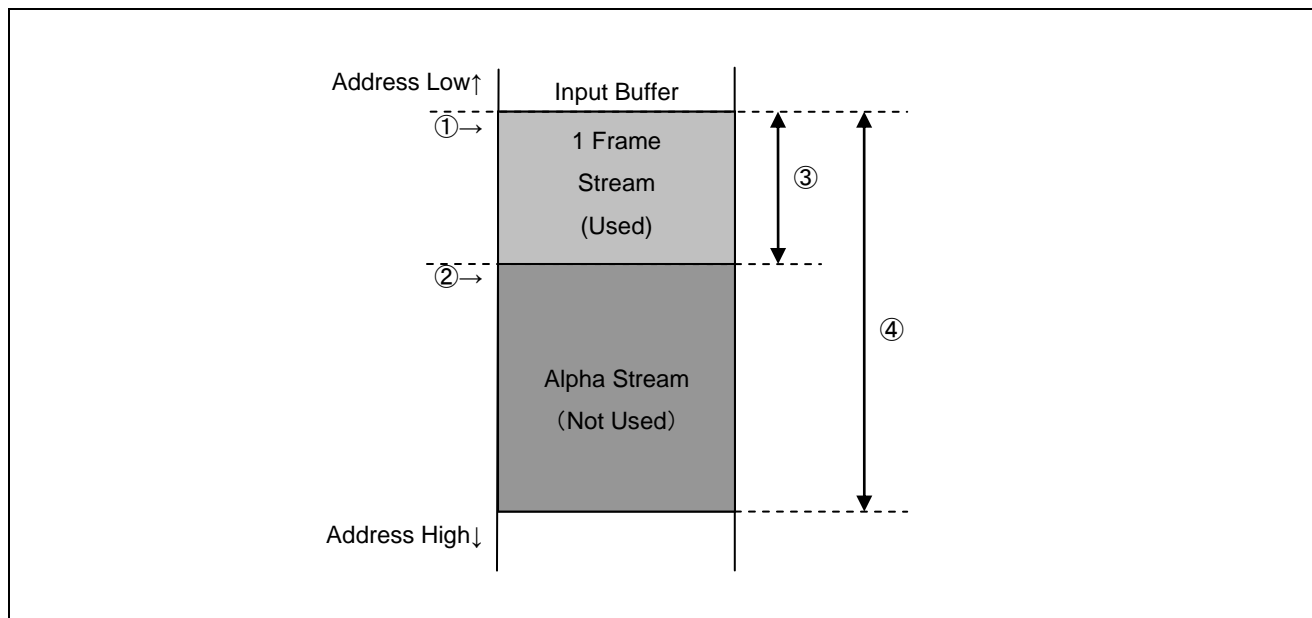 Address Low↑
Input Buffer
①→
1 Frame
Stream
(Used)
③
②→
④
Alpha Stream
（Not Used）
Address High↓